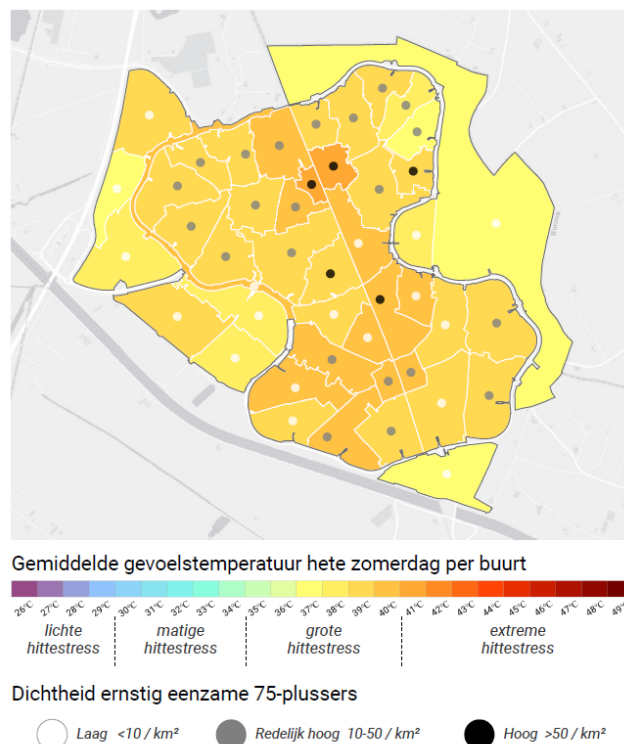 Gemiddelde gevoelstemperatuur hete zomerdag per buurt
26°C 27°C 28°C 29°C 30°C 31°C 32°C 33°C 34°C 35°C 36°C 37°C 38°C 39°C 40°C 41°C 42°C 43°C 44°C 45°C 46°C 47°C 48°C 49°
lichte matige grote extreme
hittestress hittestress hittestress hittestress
Dichtheid ernstig eenzame 75-plussers
Laag <10 / km² Redelijk hoog 10-50 / km² Hoog >50 / km²